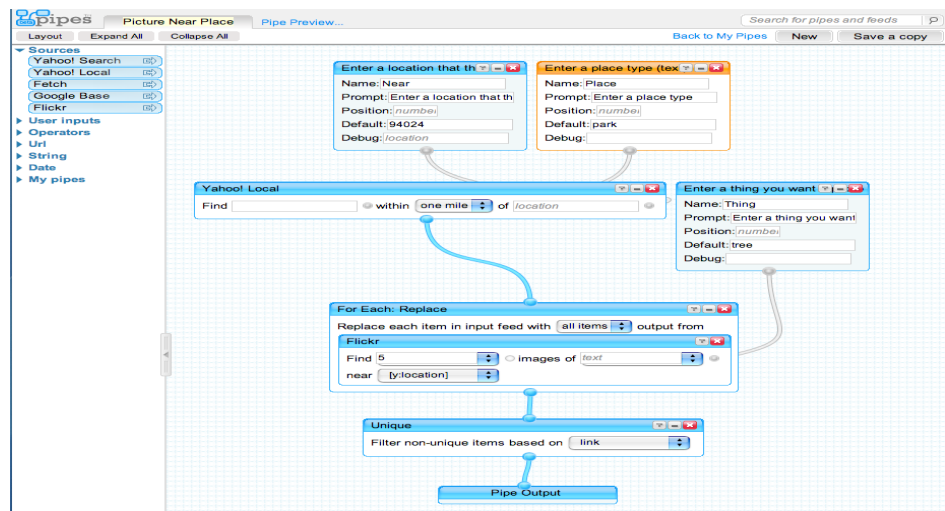 pipes Picture Near Place Pipe Preview... Search for pipes and feeds
Layout Expand All Collapse All Back to My Pipes New Save a copy
Sources
Yahoo! Search
Yahoo! Local
Fetch
Google Base
Flickr
User inputs
Operators
Url
String
Date
My pipes
Enter a location that th
Name: Near
Prompt: Enter a location that th
Position: number
Default: 94024
Debug: location
Enter a place type (tex
Name: Place
Prompt: Enter a place type
Position: number
Default: park
Debug:
Yahoo! Local
Find within one mile of location
Enter a thing you want
Name: Thing
Prompt: Enter a thing you want
Position: number
Default: tree
Debug:
For Each: Replace
Replace each item in input feed with all items output from
Flickr
Find 5 images of text
near [y:location]
Unique
Filter non-unique items based on link
Pipe Output